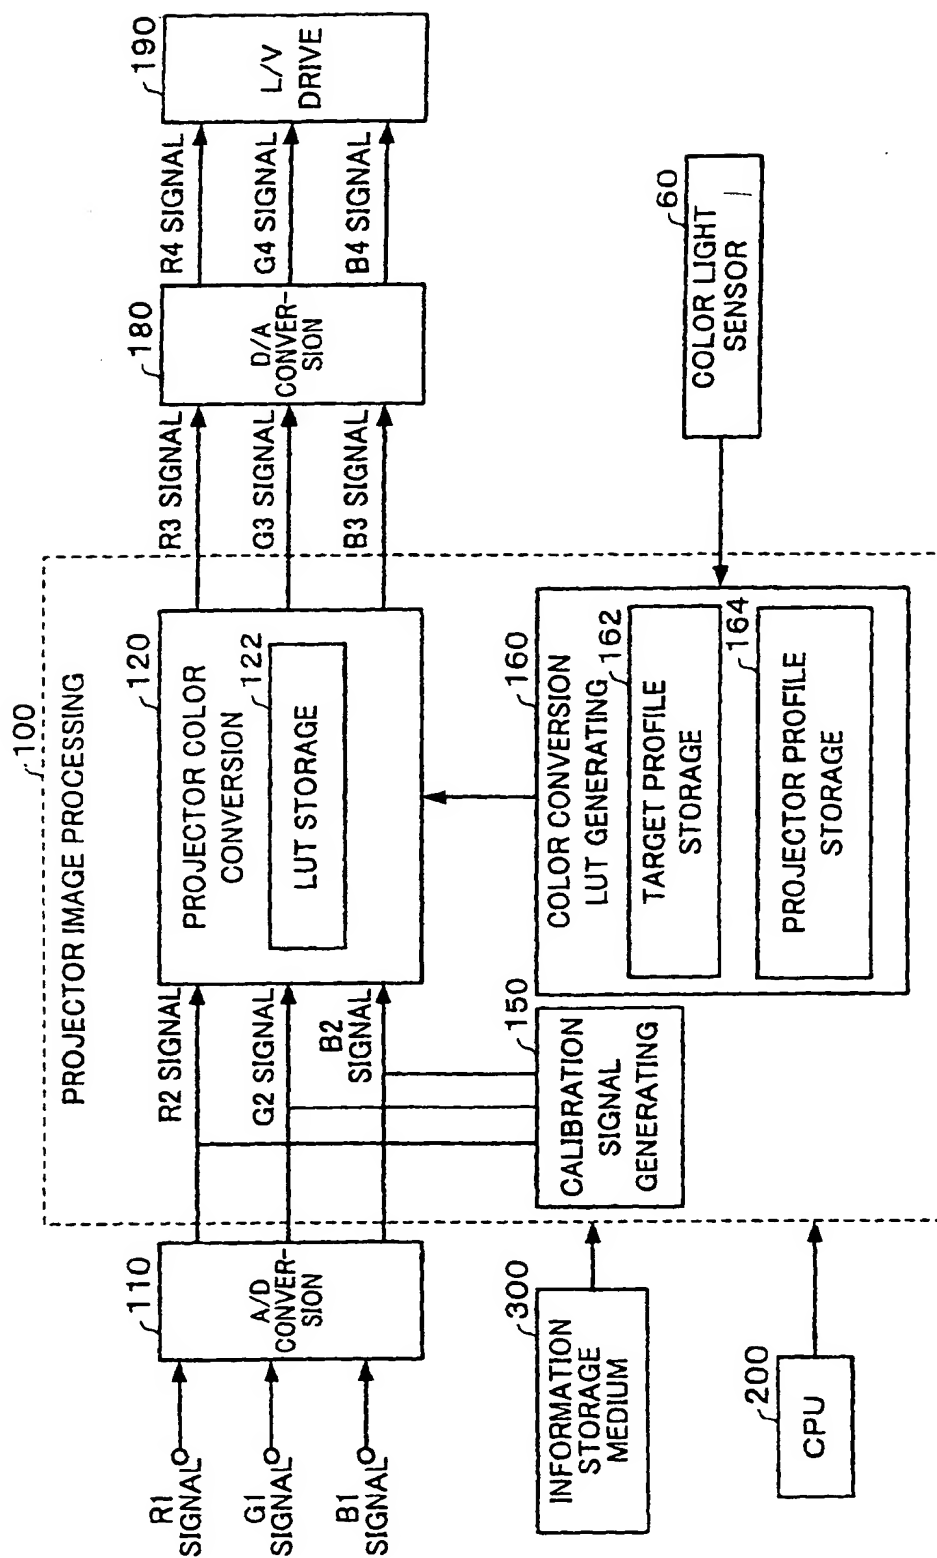 100
PROJECTOR IMAGE PROCESSING
R1
SIGNAL
G1
SIGNAL
B1
SIGNAL
110
A/D
CONVER-
SION
R2 SIGNAL
G2 SIGNAL
B2
SIGNAL
120
PROJECTOR COLOR
CONVERSION
122
LUT STORAGE
R3 SIGNAL
G3 SIGNAL
B3 SIGNAL
180
D/A
CONVER-
SION
R4 SIGNAL
G4 SIGNAL
B4 SIGNAL
190
L/V
DRIVE
300
INFORMATION
STORAGE
MEDIUM
200
CPU
150
CALIBRATION
SIGNAL
GENERATING
160
COLOR CONVERSION
LUT GENERATING
162
TARGET PROFILE
STORAGE
164
PROJECTOR PROFILE
STORAGE
60
COLOR LIGHT
SENSOR